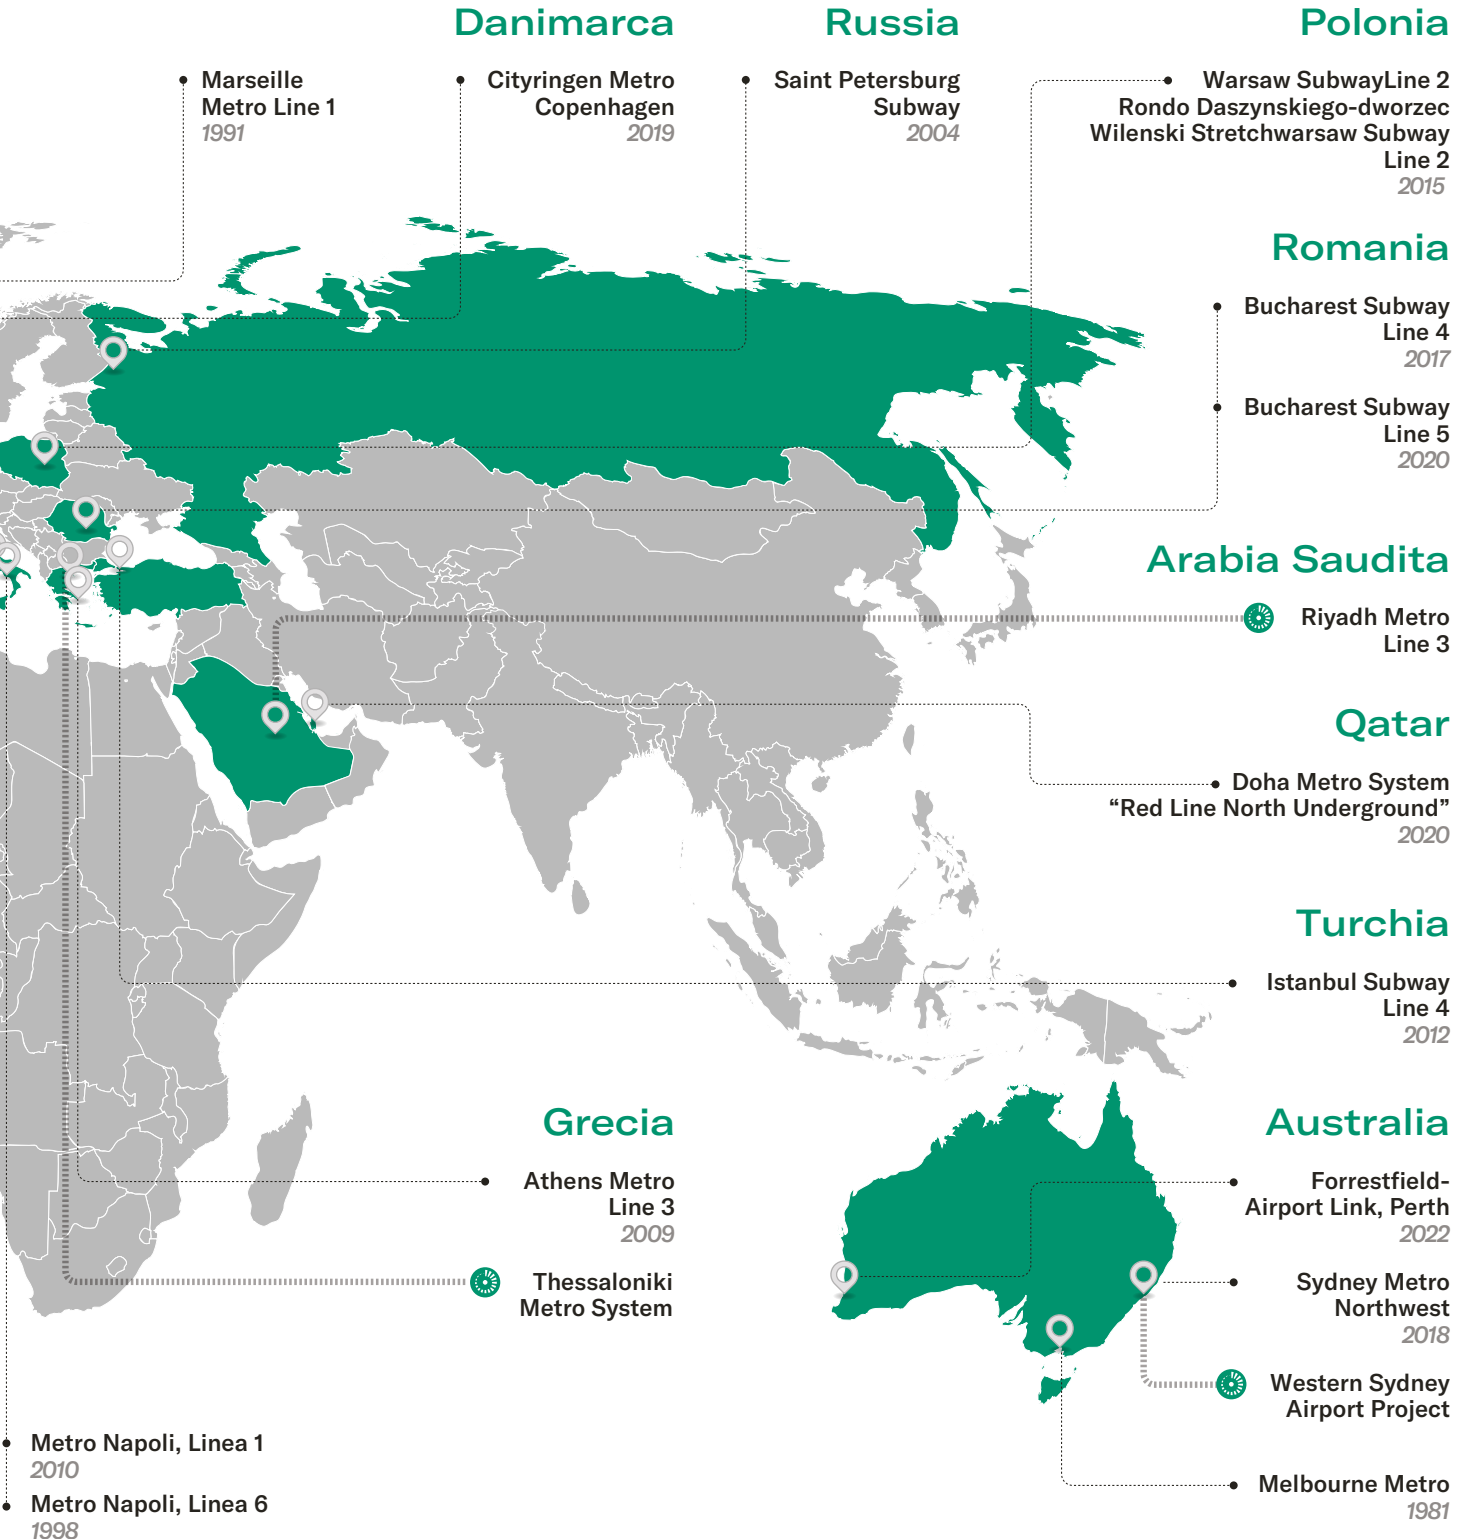 Danimarca
Russia
Polonia
Marseille
Metro Line 1
1991
Cityringen Metro
Copenhagen
2019
Saint Petersburg
Subway
2004
Warsaw SubwayLine 2
Rondo Daszynskiego-dworzec
Wilenski Stretchwarsaw Subway
Line 2
2015
Romania
Bucharest Subway
Line 4
2017
Bucharest Subway
Line 5
2020
Arabia Saudita
Riyadh Metro
Line 3
Qatar
Doha Metro System
“Red Line North Underground”
2020
Turchia
Istanbul Subway
Line 4
2012
Grecia
Athens Metro
Line 3
2009
Thessaloniki
Metro System
Australia
Forrestfield-
Airport Link, Perth
2022
Sydney Metro
Northwest
2018
Western Sydney
Airport Project
Melbourne Metro
1981
Metro Napoli, Linea 1
2010
Metro Napoli, Linea 6
1998